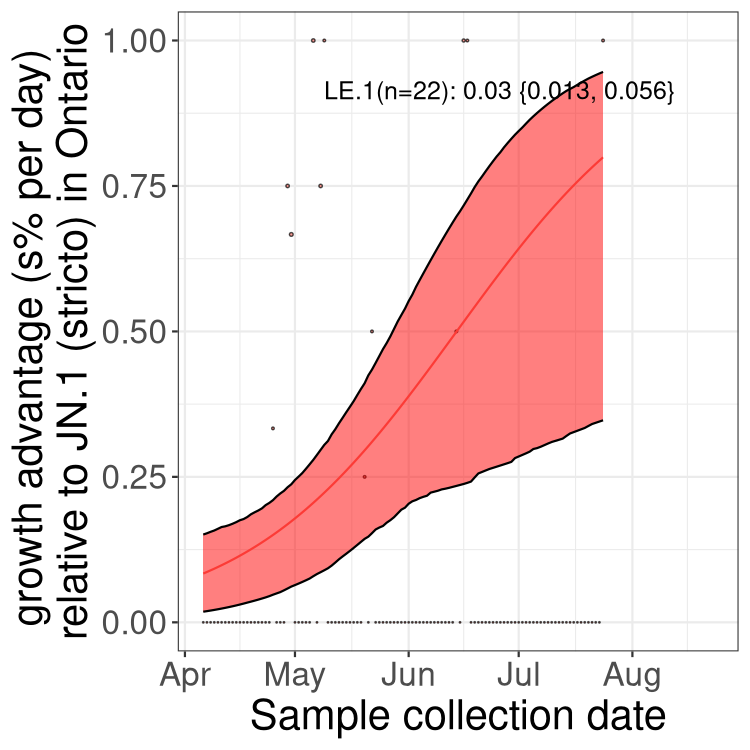 growth advantage (s% per day)
relative to JN.1 (stricto) in Ontario
1.00
0.75
0.50
0.25
0.00
LE.1(n=22): 0.03 {0.013, 0.056}
Apr May Jun Jul Aug
Sample collection date